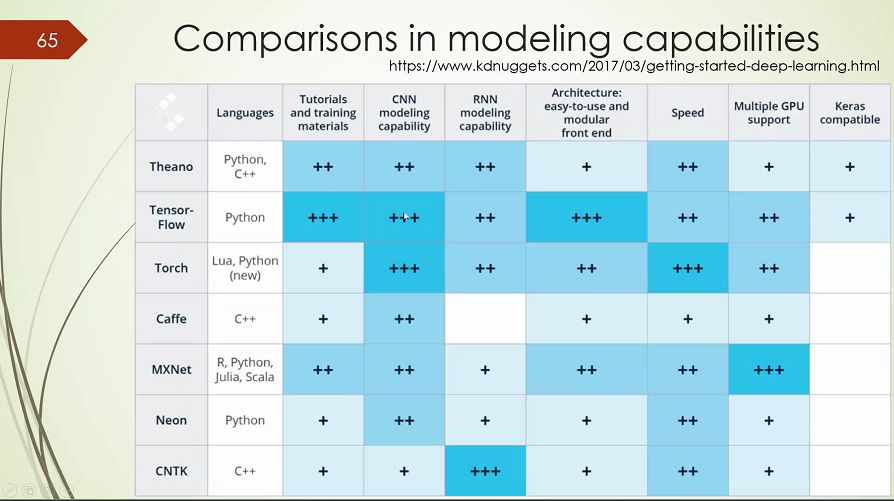 65
Comparisons in modeling capabilities
https://www.kdnuggets.com/2017/03/getting-started-deep-learning.html
Languages
Tutorials
and training
materials
CNN
modeling
capability
RNN
modeling
capability
Architecture:
easy-to-use and
modular
front end
Speed
Multiple GPU
support
Keras
compatible
Theano
Python,
C++
++
++
++
+
++
+
+
Tensor-
Flow
Python
+++
+++
++
+++
++
++
+
Torch
Lua, Python
(new)
+
+++
++
++
+++
++
Caffe
C++
+
++
+
+
+
MXNet
R, Python,
Julia, Scala
++
++
+
++
++
+++
Neon
Python
+
++
+
+
++
+
CNTK
C++
+
+
+++
+
++
+